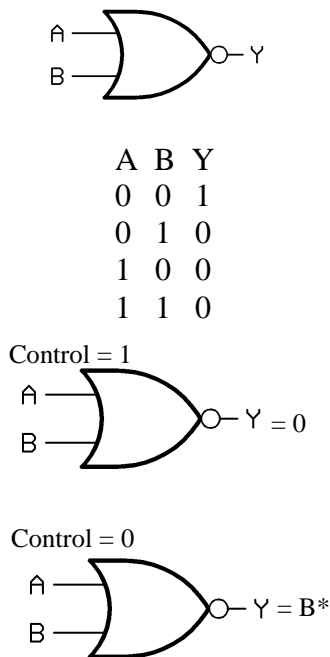 A
B
Y
A B Y
0 0 1
0 1 0
1 0 0
1 1 0
Control = 1
A
B
Y = 0
Control = 0
A
B
Y = B*